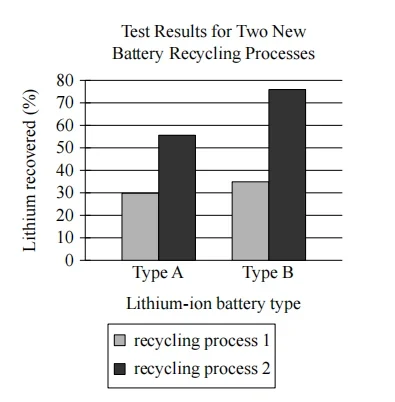 Test Results for Two New
Battery Recycling Processes
Lithium recovered (%)
80
70
60
50
40
30
20
10
0
Type A
Type B
Lithium-ion battery type
recycling process 1
recycling process 2